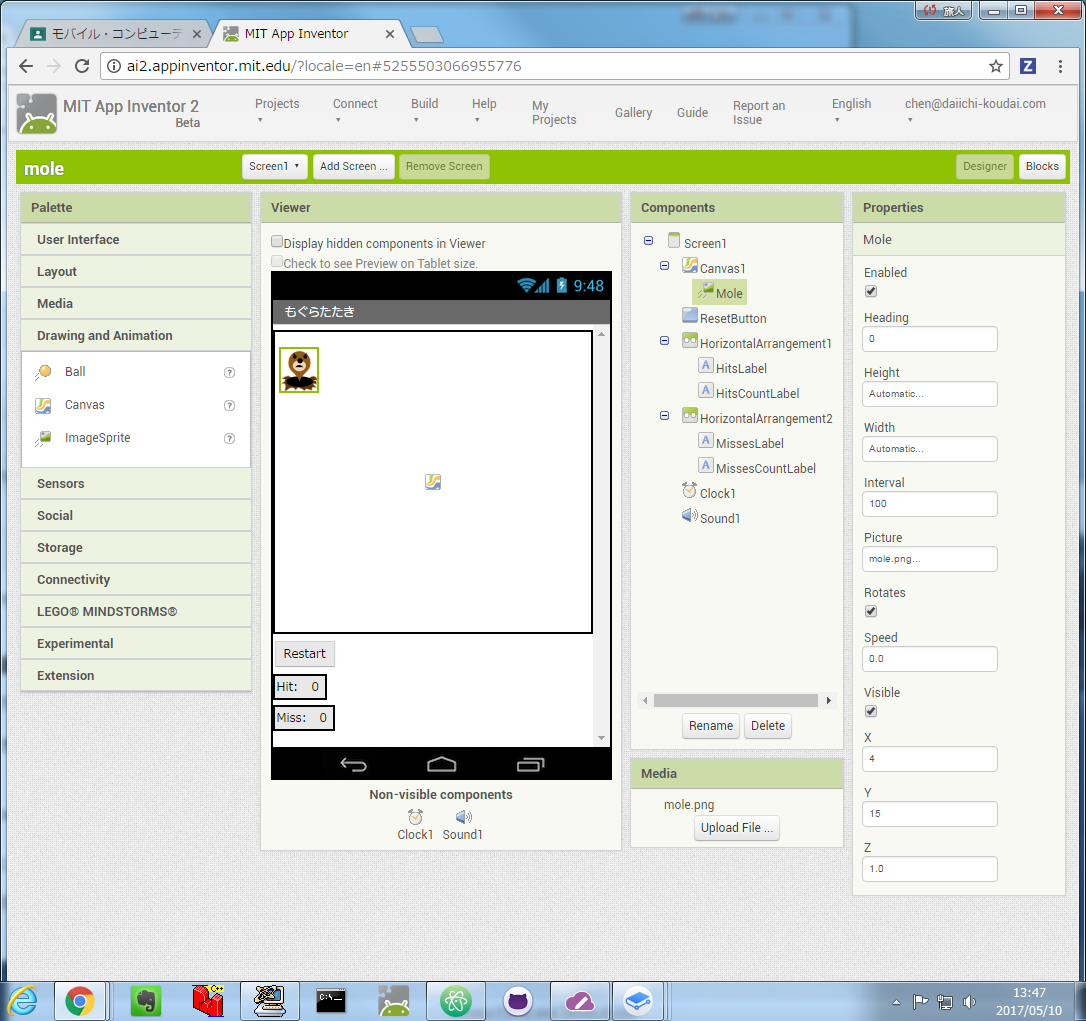 旅人
モバイル・コンピューテ
MIT App Inventor
ai2.appinventor.mit.edu/?locale=en#5255503066955776
Z
MIT App Inventor 2
Beta
Projects
Connect
Build
Help
My Projects
Gallery
Guide
Report an Issue
English
chen@daiichi-koudai.com
mole
Screen1
Add Screen ...
Remove Screen
Designer
Blocks
Palette
User Interface
Layout
Media
Drawing and Animation
Ball
?
Canvas
?
ImageSprite
?
Sensors
Social
Storage
Connectivity
LEGO® MINDSTORMS®
Experimental
Extension
Viewer
Display hidden components in Viewer
Check to see Preview on Tablet size.
9:48
もぐらたたき
Restart
Hit: 0
Miss: 0
Non-visible components
Clock1
Sound1
Components
Screen1
Canvas1
Mole
ResetButton
HorizontalArrangement1
A HitsLabel
A HitsCountLabel
HorizontalArrangement2
A MissesLabel
A MissesCountLabel
Clock1
Sound1
Rename
Delete
Media
mole.png
Upload File ...
Properties
Mole
Enabled
Heading
0
Height
Automatic...
Width
Automatic...
Interval
100
Picture
mole.png...
Rotates
Speed
0.0
Visible
X
4
Y
15
Z
1.0
13:47
2017/05/10